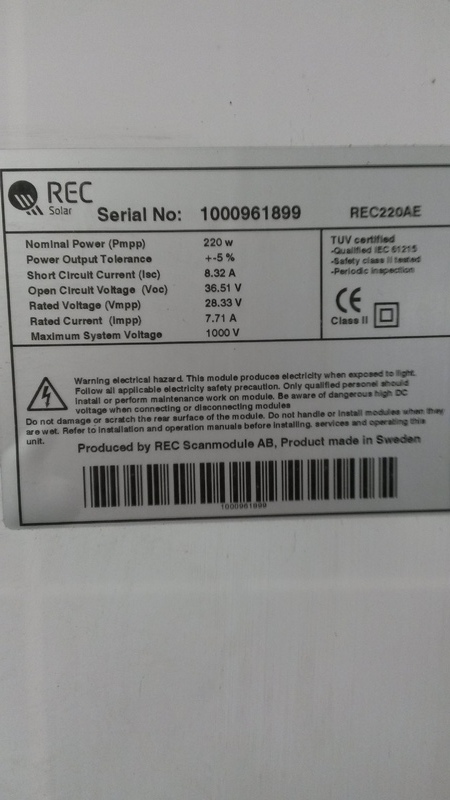 REC
Solar
Serial No: 1000961899 REC220AE
Nominal Power (Pmpp) 220 w
Power Output Tolerance +-5 %
Short Circuit Current (Isc) 8.32 A
Open Circuit Voltage (Voc) 36.51 V
Rated Voltage (Vmpp) 28.33 V
Rated Current (Impp) 7.71 A
Maximum System Voltage 1000 V
TUV certified
-Qualified IEC 61215
-Safety class II tested
-Periodic inspection
CE
Class II
Warning electrical hazard. This module produces electricity when exposed to light.
Follow all applicable electricity safety precaution. Only qualified personel should
install or perform maintenance work on module. Be aware of dangerous high DC
voltage when connecting or disconnecting modules
Do not damage or scratch the rear surface of the module. Do not handle or install modules when they
are wet. Refer to installation and operation manuals before installing, services and operating this
unit.
Produced by REC Scanmodule AB, Product made in Sweden
1000961899